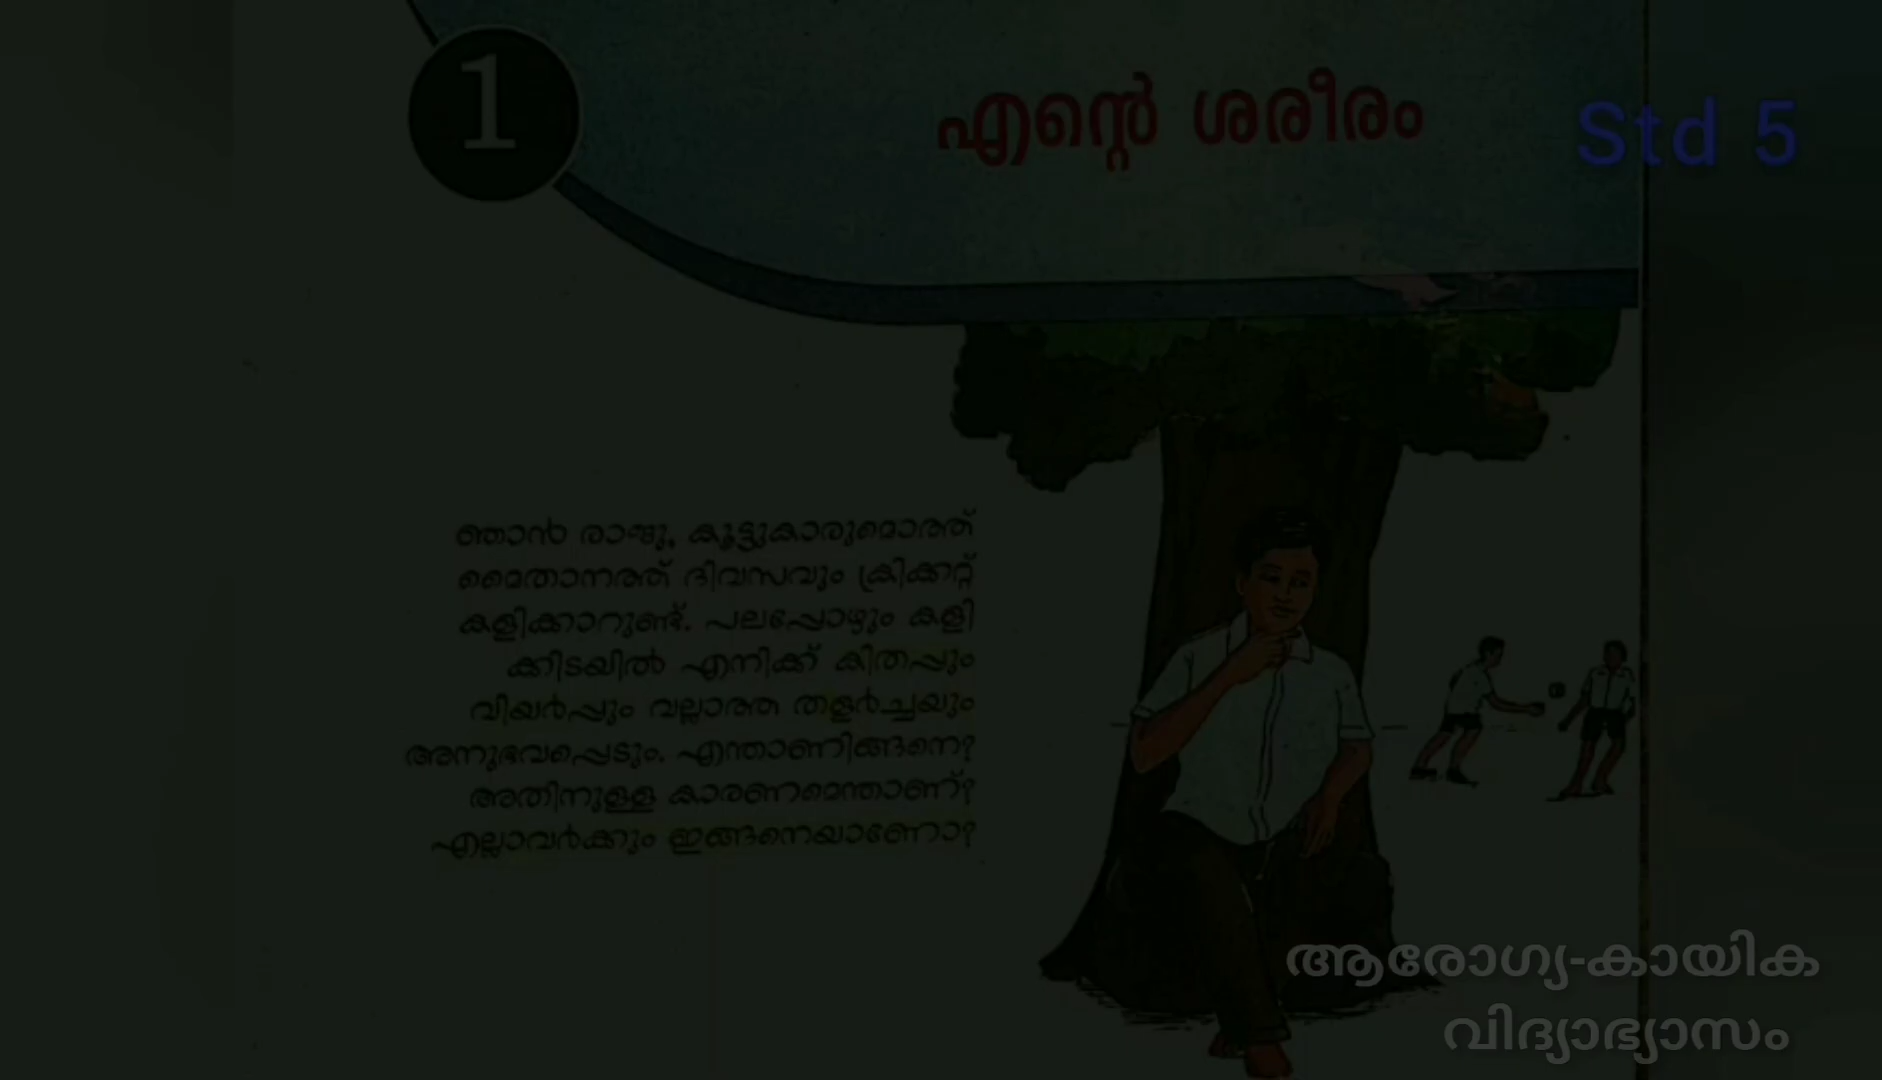 1
എന്റെ ശരീരം
Std 5
ഞാൻ രാജു, കൂട്ടുകാരുമൊത്ത്
മൈതാനത്ത് ദിവസവും ക്രിക്കറ്റ്
കളിക്കാറുണ്ട്. പലപ്പോഴും കളി
ക്കിടയിൽ എനിക്ക് കിതപ്പും
വിയർപ്പും വല്ലാത്ത തളർച്ചയും
അനുഭവപ്പെടും. എന്താണിങ്ങനെ?
അതിനുള്ള കാരണമെന്താണ്?
എല്ലാവർക്കും ഇങ്ങനെയാണോ?
ആരോഗ്യ-കായിക
വിദ്യാഭ്യാസം